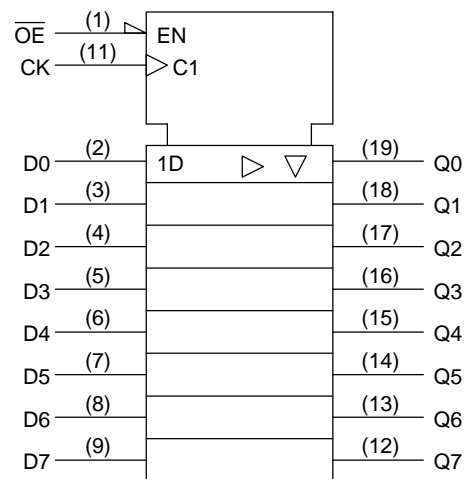 O̅E̅ (1) EN
CK (11) C1
D0 (2) 1D (19) Q0
D1 (3) (18) Q1
D2 (4) (17) Q2
D3 (5) (16) Q3
D4 (6) (15) Q4
D5 (7) (14) Q5
D6 (8) (13) Q6
D7 (9) (12) Q7